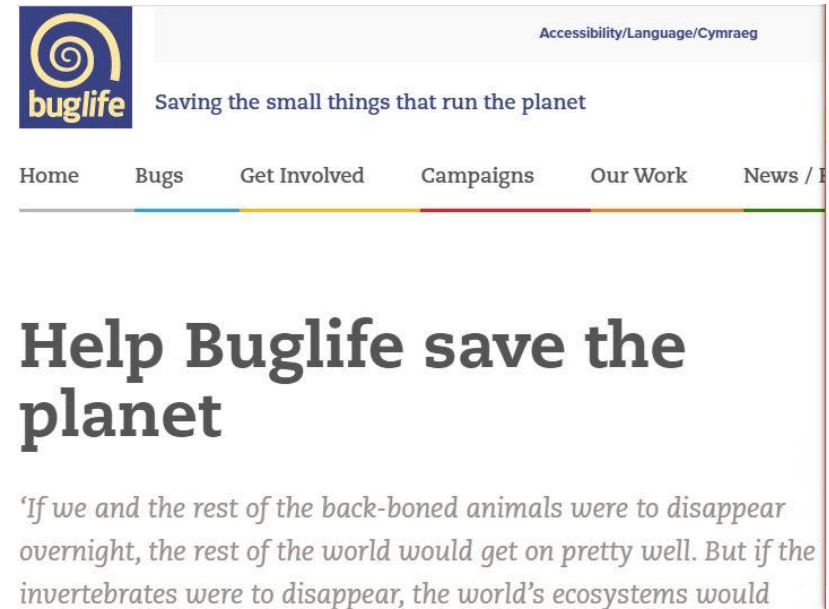 Accessibility/Language/Cymraeg
buglife
Saving the small things that run the planet
Home Bugs Get Involved Campaigns Our Work News /
Help Buglife save the
planet
‘If we and the rest of the back-boned animals were to disappear
overnight, the rest of the world would get on pretty well. But if the
invertebrates were to disappear, the world’s ecosystems would